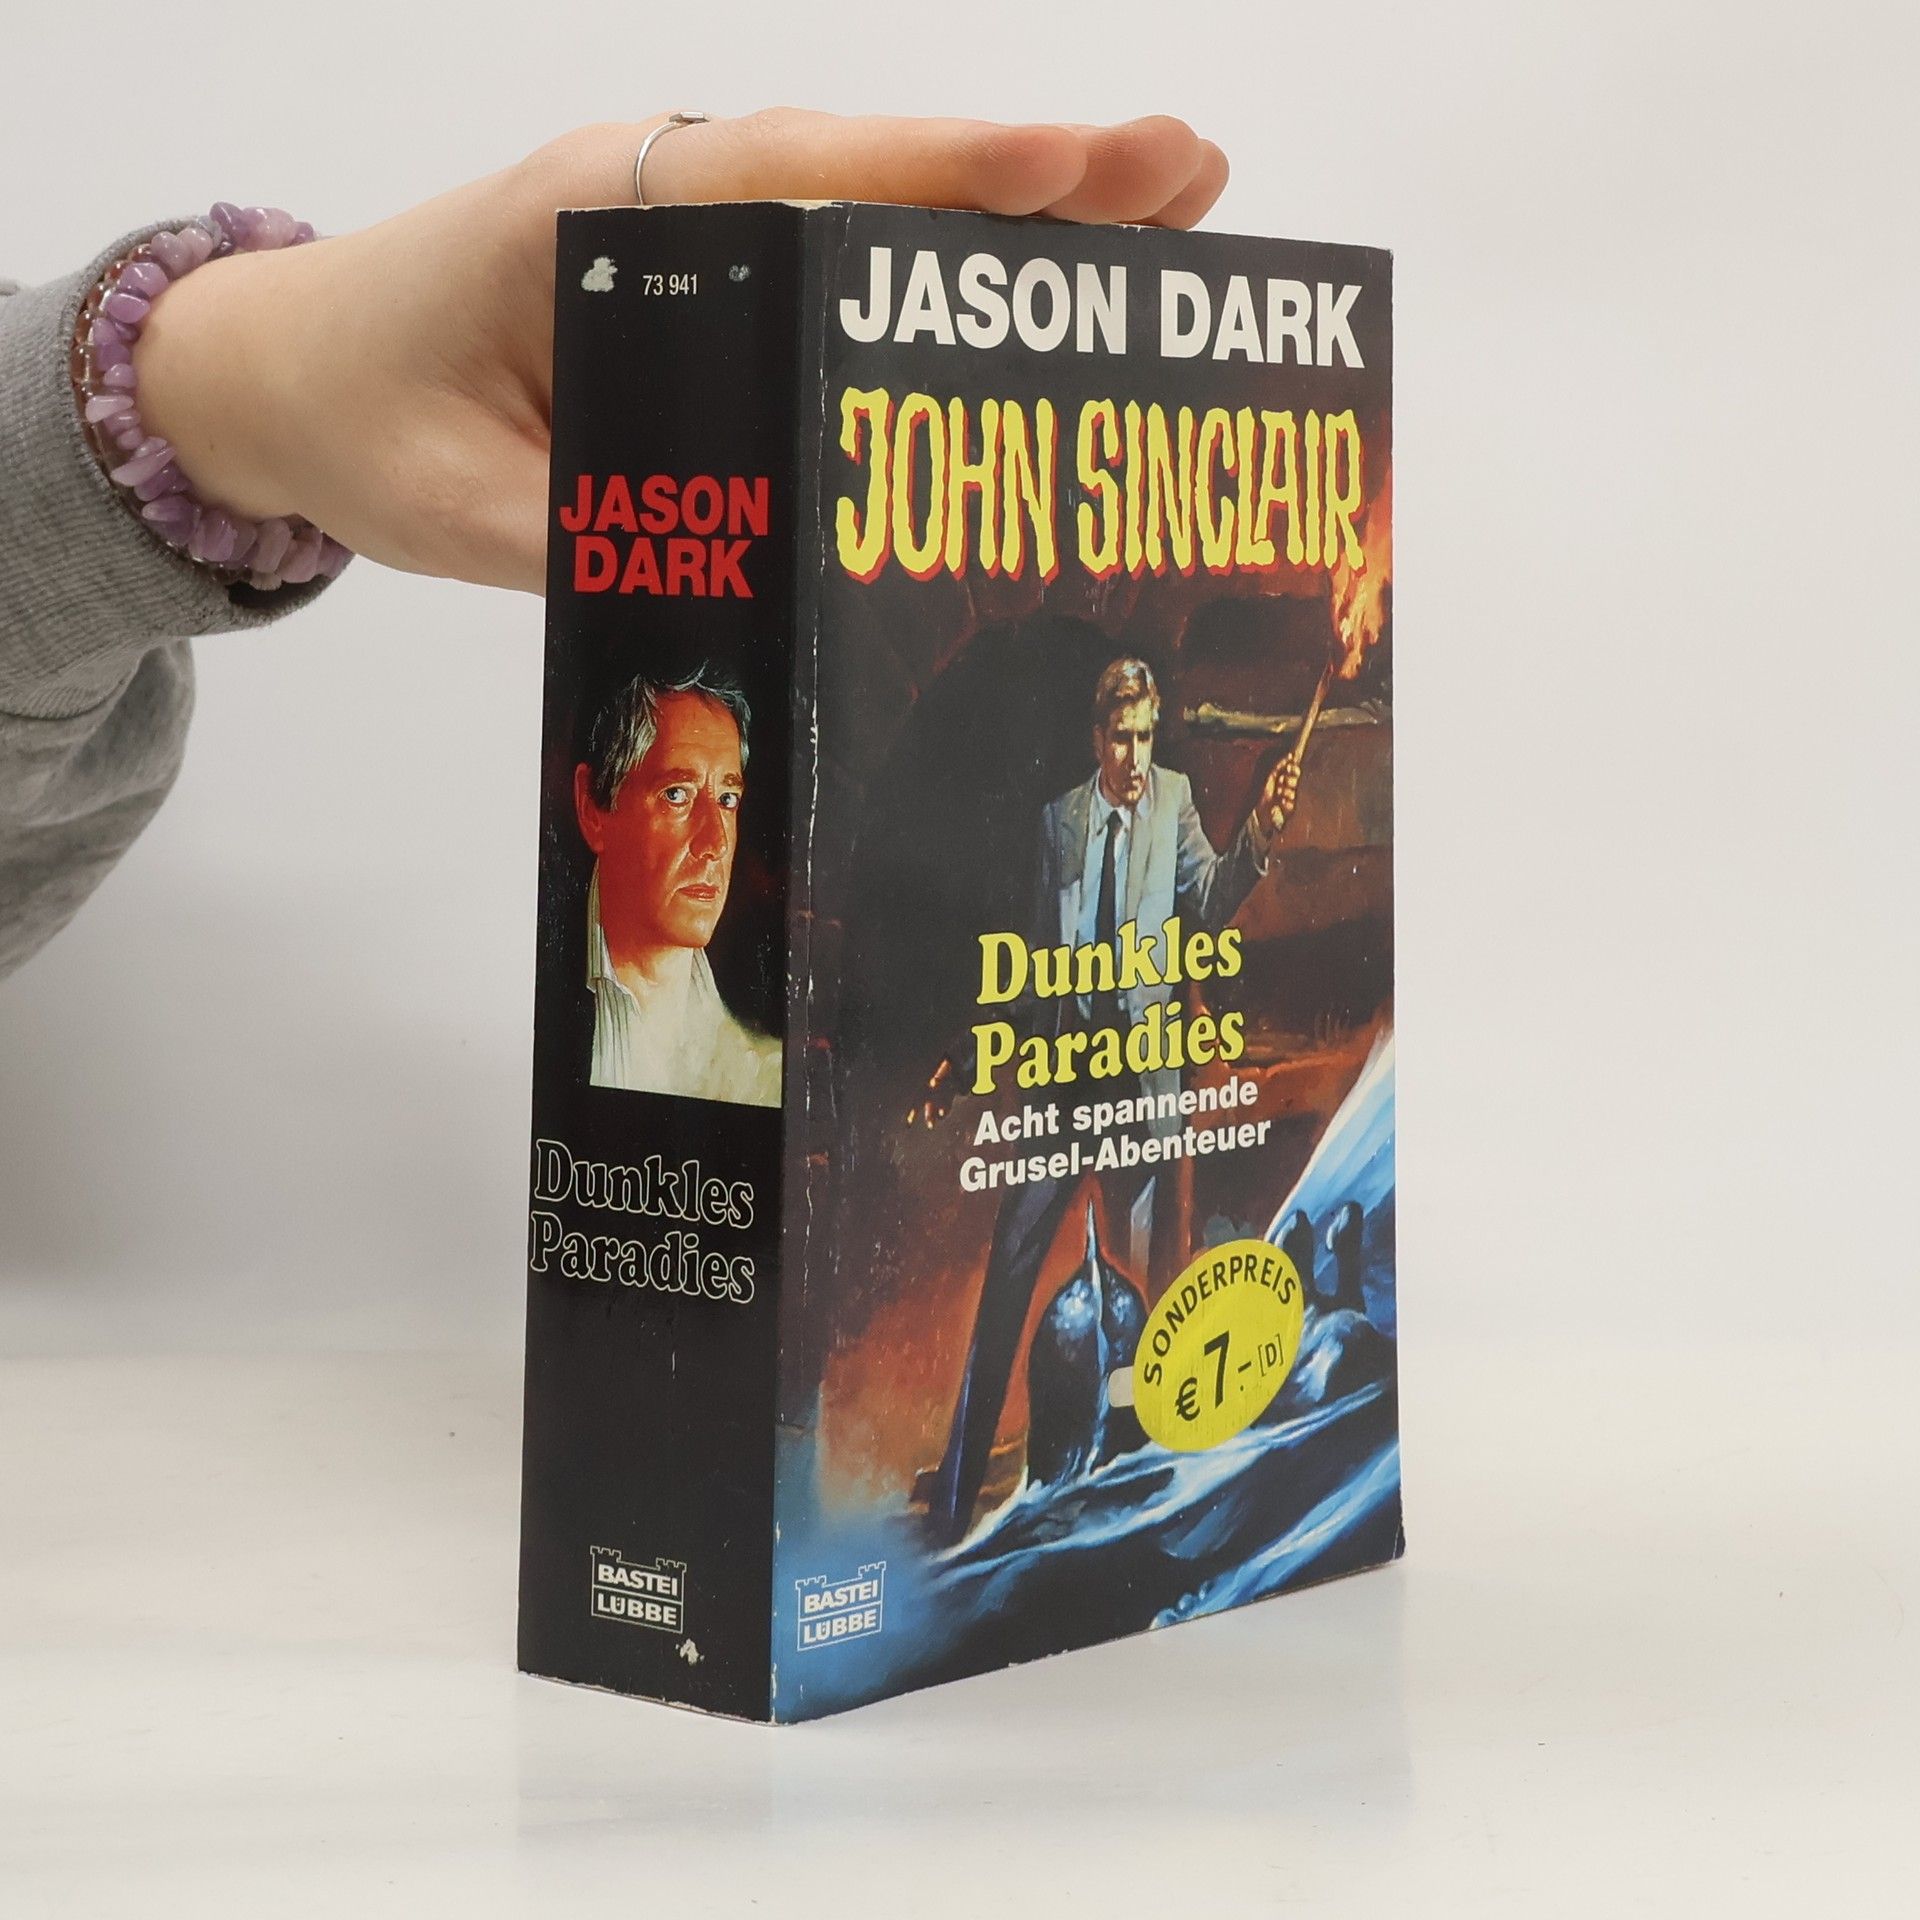 73 941
JASON
DARK
Dunkles
Paradies
BASTEI
LÜBBE
JASON DARK
JOHN SINCLAIR
Dunkles
Paradies
Acht spannende
Grusel-Abenteuer
SONDERPREIS
€ 7.- [D]
BASTEI
LÜBBE